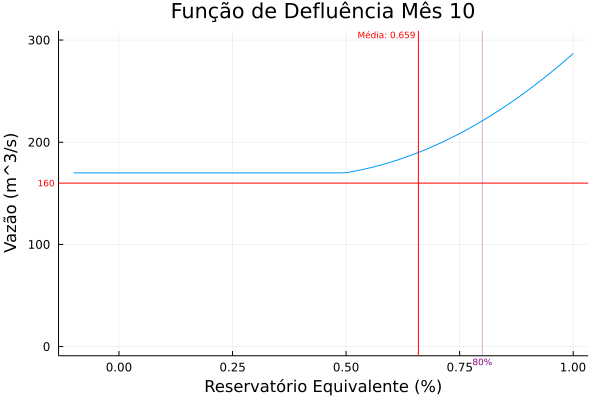 Função de Defluência Mês 10
Média: 0.659
300
200
160
100
0
Vazão (m^3/s)
0.00
0.25
0.50
0.75
80%
1.00
Reservatório Equivalente (%)